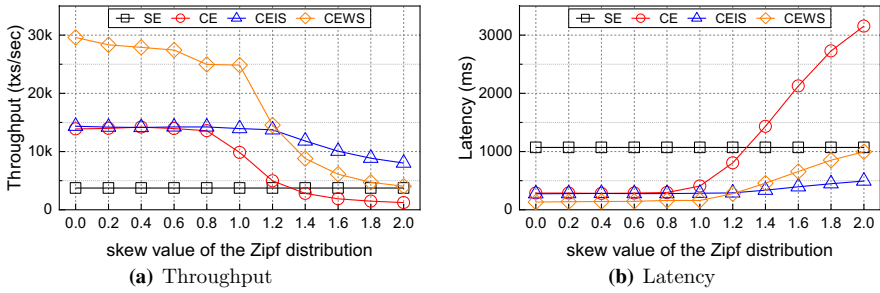 SE CE CEIS CEWS
30k
20k
10k
0
Throughput (txs/sec)
0.0 0.2 0.4 0.6 0.8 1.0 1.2 1.4 1.6 1.8 2.0
skew value of the Zipf distribution
(a) Throughput
SE CE CEIS CEWS
3000
2000
1000
0
Latency (ms)
0.0 0.2 0.4 0.6 0.8 1.0 1.2 1.4 1.6 1.8 2.0
skew value of the Zipf distribution
(b) Latency